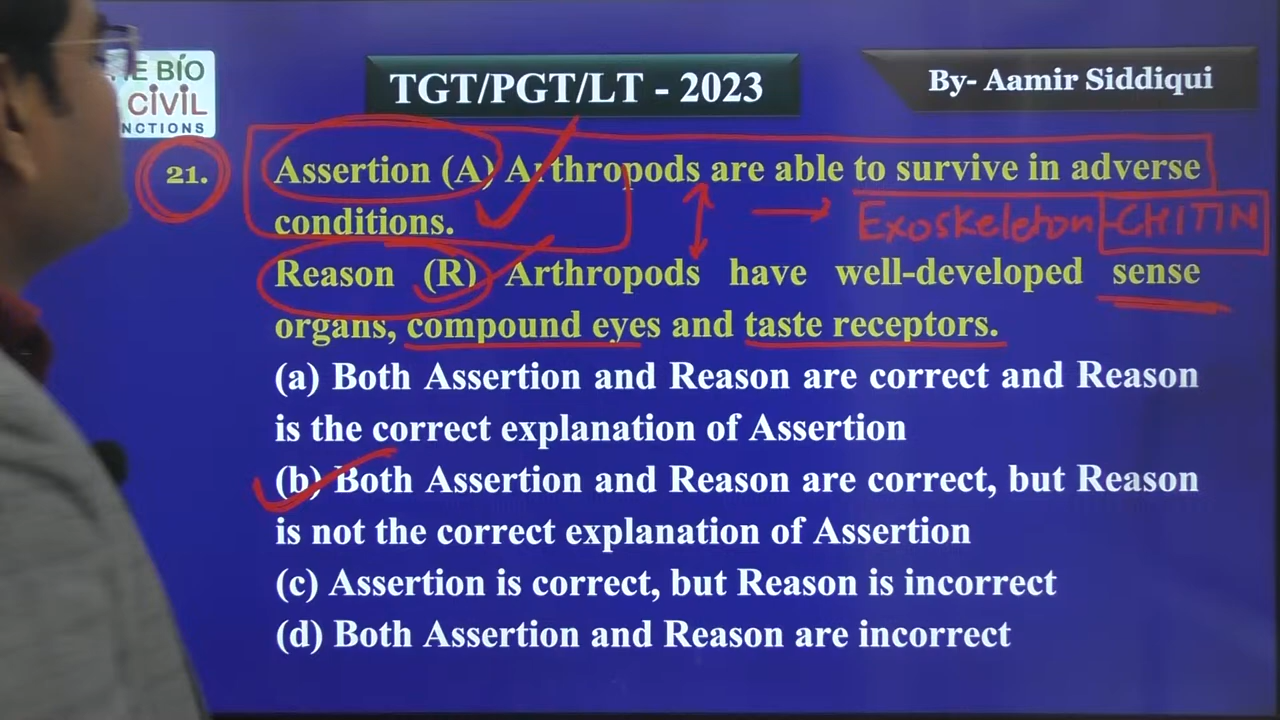 E BIO
CIVIL
NCTIONS
TGT/PGT/LT - 2023
By- Aamir Siddiqui
21.
Assertion (A) Arthropods are able to survive in adverse
conditions.
Exoskeleton - CHITIN
Reason (R) Arthropods have well-developed sense
organs, compound eyes and taste receptors.
(a) Both Assertion and Reason are correct and Reason
is the correct explanation of Assertion
(b) Both Assertion and Reason are correct, but Reason
is not the correct explanation of Assertion
(c) Assertion is correct, but Reason is incorrect
(d) Both Assertion and Reason are incorrect